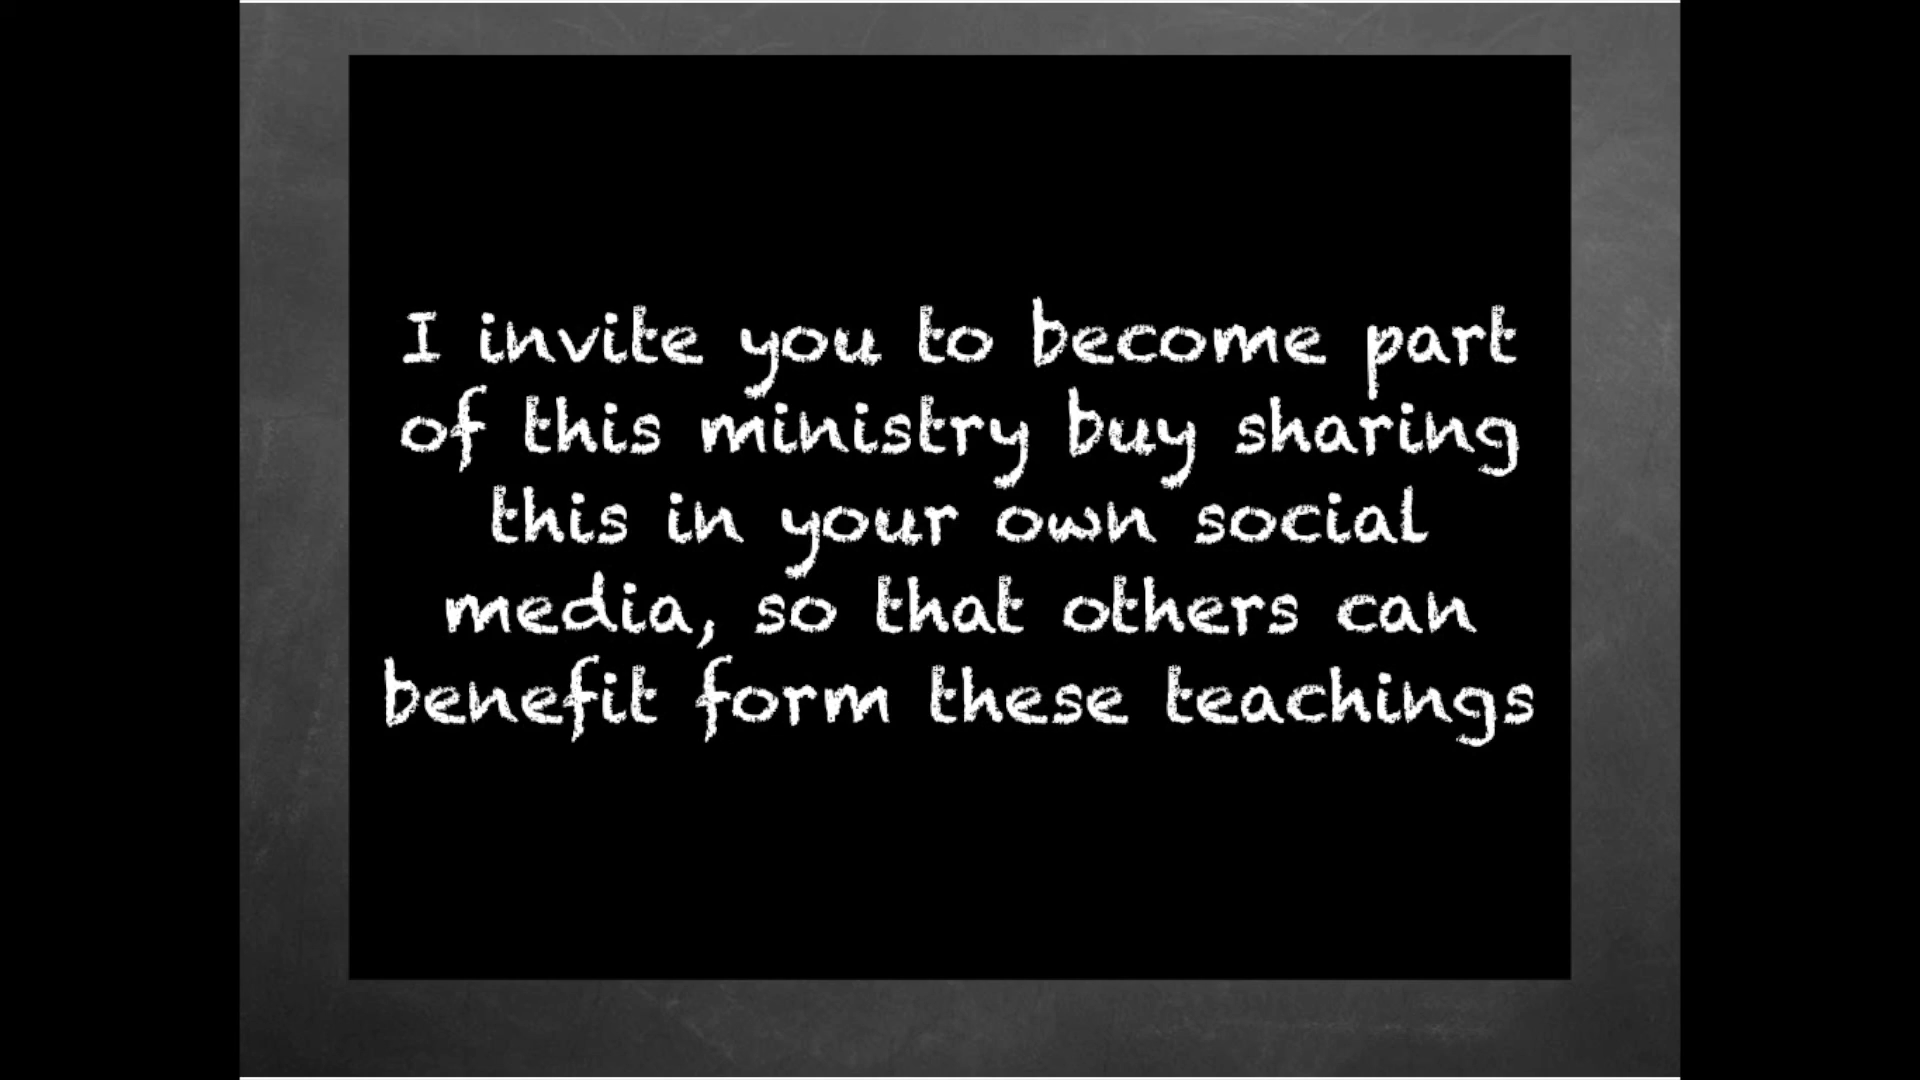 I invite you to become part
of this ministry buy sharing
this in your own social
media, so that others can
benefit form these teachings